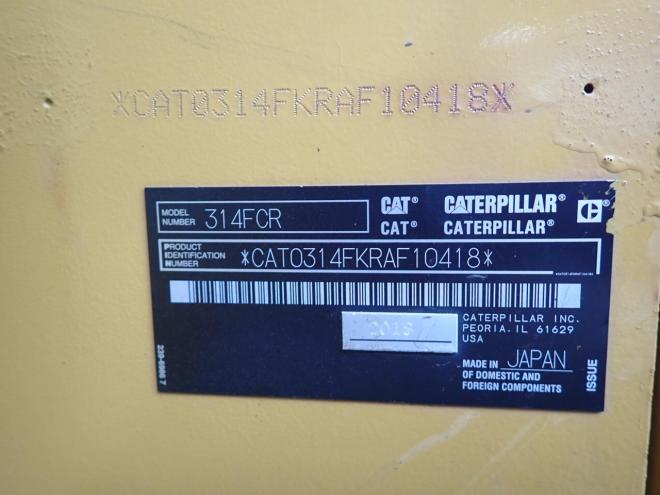 *CAT0314FKRAF10418*
MODEL NUMBER 314FCR
CAT® CATERPILLAR®
CAT® CATERPILLAR®
PRODUCT IDENTIFICATION NUMBER *CAT0314FKRAF10418*
CATERPILLAR INC.
PEORIA, IL 61629
USA
MADE IN JAPAN
OF DOMESTIC AND
FOREIGN COMPONENTS
ISSUE